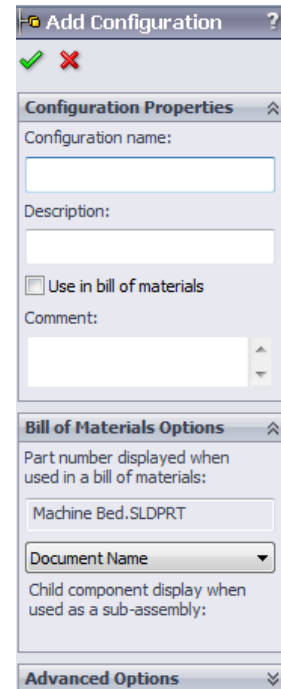 Add Configuration ?
Configuration Properties
Configuration name:
Description:
Use in bill of materials
Comment:
Bill of Materials Options
Part number displayed when
used in a bill of materials:
Machine Bed.SLDPRT
Document Name
Child component display when
used as a sub-assembly:
Advanced Options